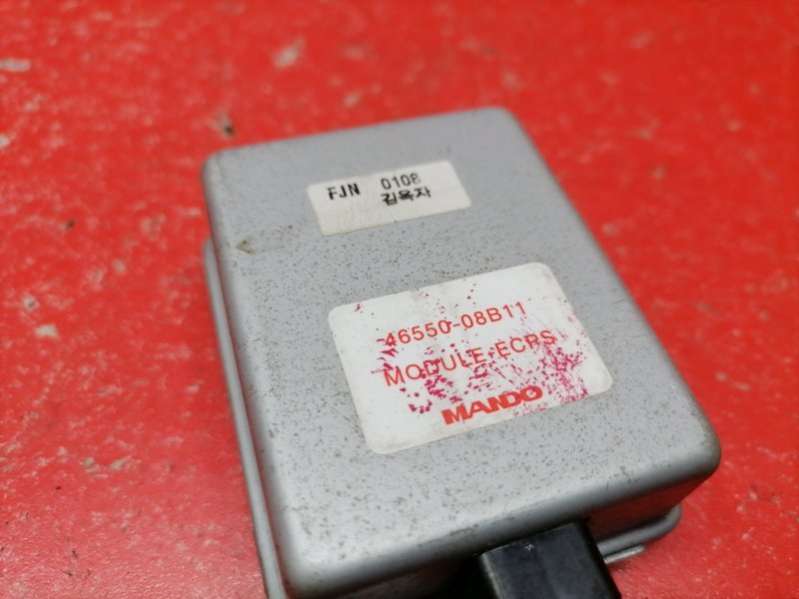 FJN 0108
김옥자
46550-08B11
MODULE-ECPS
MANDO